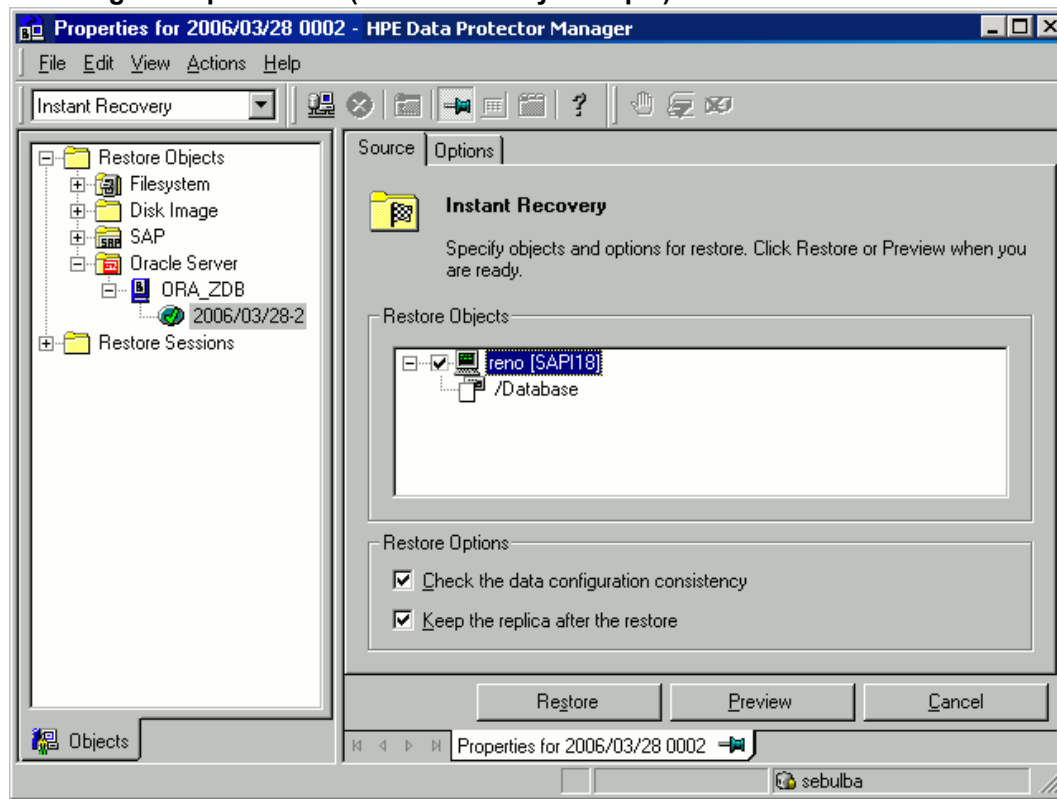 Properties for 2006/03/28 0002 - HPE Data Protector Manager
File Edit View Actions Help
Instant Recovery
Restore Objects
Filesystem
Disk Image
SAP
Oracle Server
ORA_ZDB
2006/03/28-2
Restore Sessions
Objects
Source Options
Instant Recovery
Specify objects and options for restore. Click Restore or Preview when you
are ready.
Restore Objects
reno [SAPI18]
/Database
Restore Options
Check the data configuration consistency
Keep the replica after the restore
Restore Preview Cancel
Properties for 2006/03/28 0002
sebulba